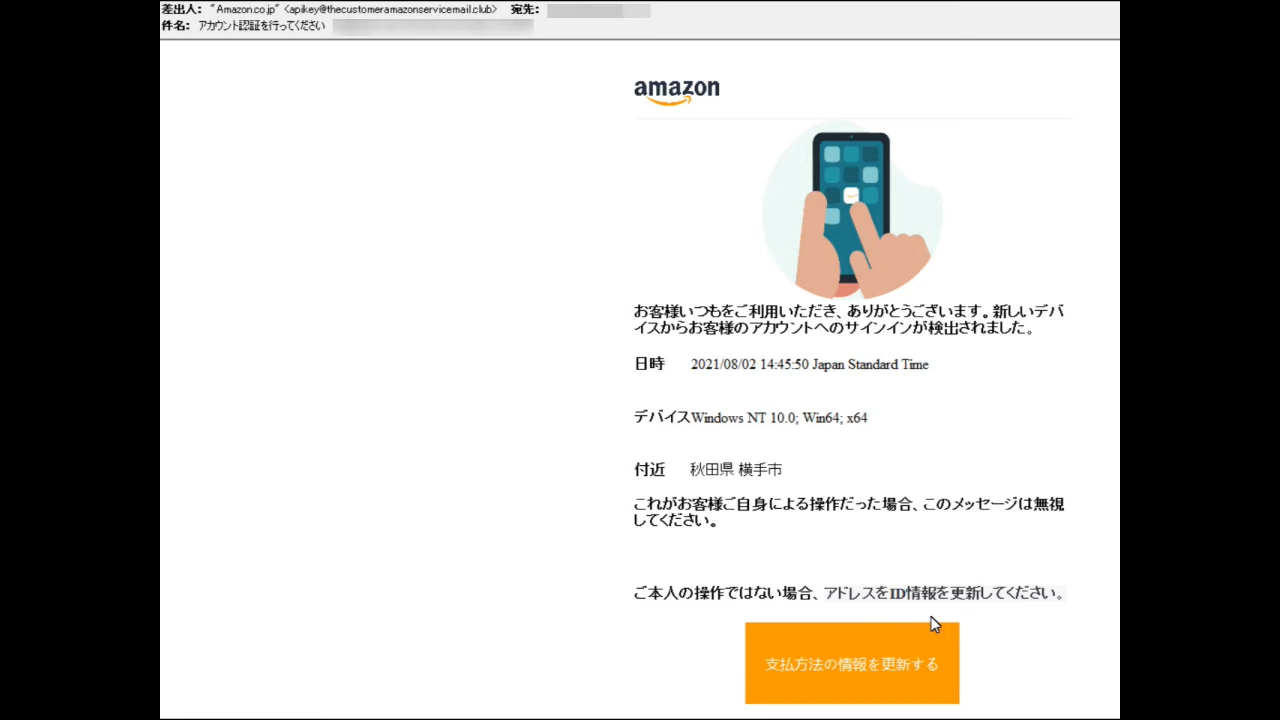 差出人： "Amazon.co.jp" <apikey@thecustomeramazonservicemail.club> 宛先：
件名： アカウント認証を行ってください
amazon
お客様いつもをご利用いただき、ありがとうございます。新しいデバ
イスからお客様のアカウントへのサインインが検出されました。
日時 2021/08/02 14:45:50 Japan Standard Time
デバイスWindows NT 10.0; Win64; x64
付近 秋田県 横手市
これがお客様ご自身による操作だった場合、このメッセージは無視
してください。
ご本人の操作ではない場合、アドレスをID情報を更新してください。
支払方法の情報を更新する